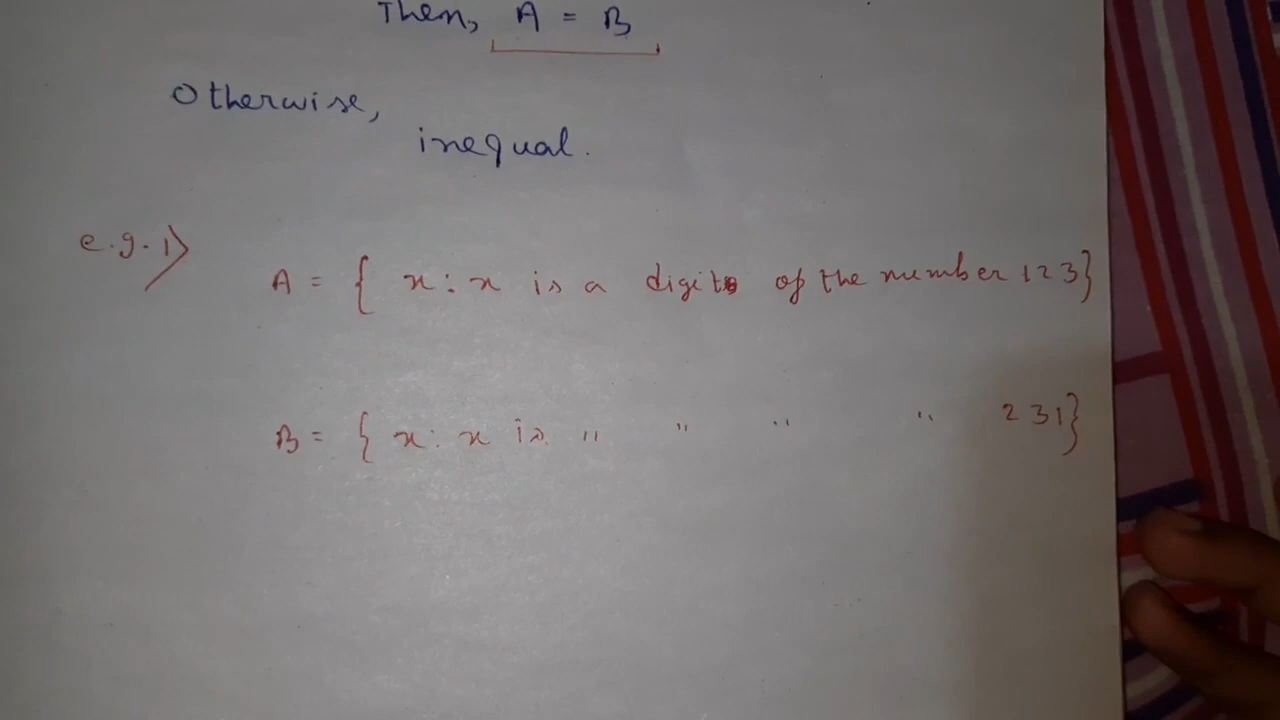 Then, A = B
Otherwise,
inequal.
e.g. 1>
A = { x : x is a digit of the number 123}
B = { x : x is " " " " 231}